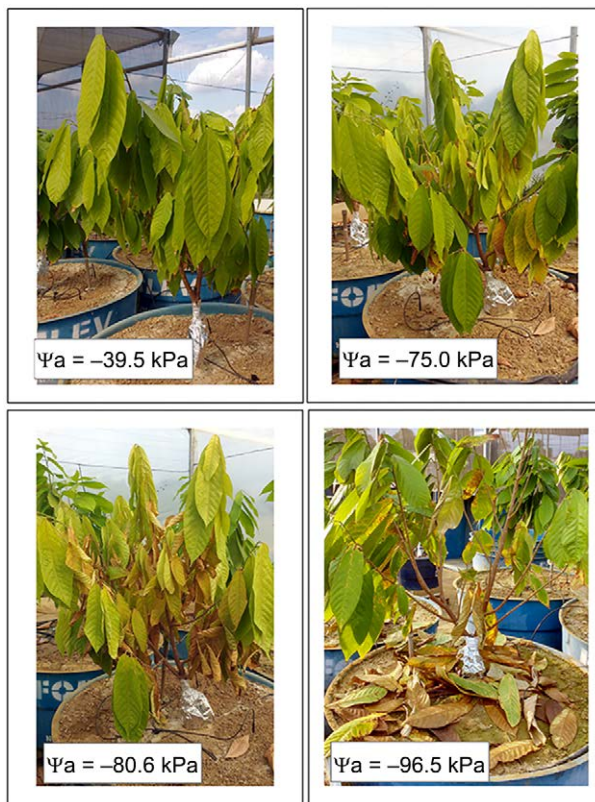 Ψa = –39.5 kPa
Ψa = –75.0 kPa
Ψa = –80.6 kPa
Ψa = –96.5 kPa